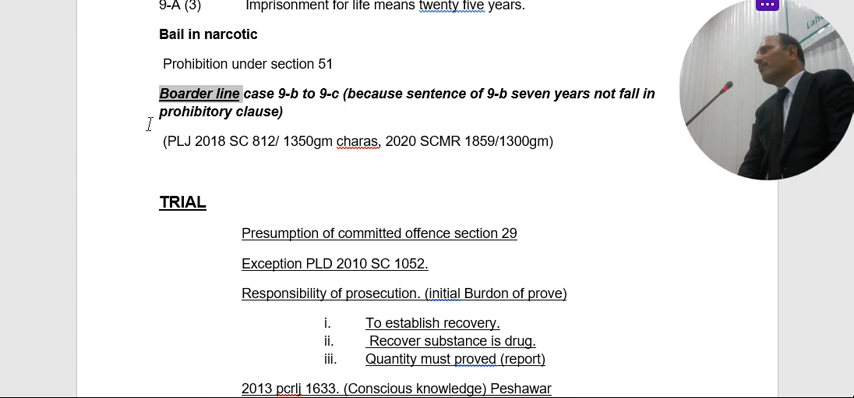 9-A (3) Imprisonment for life means twenty five years.
Bail in narcotic
Prohibition under section 51
Boarder line case 9-b to 9-c (because sentence of 9-b seven years not fall in
prohibitory clause)
(PLJ 2018 SC 812/ 1350gm charas, 2020 SCMR 1859/1300gm)
TRIAL
Presumption of committed offence section 29
Exception PLD 2010 SC 1052.
Responsibility of prosecution. (initial Burdon of prove)
i. To establish recovery.
ii. Recover substance is drug.
iii. Quantity must proved (report)
2013 pcrlj 1633. (Conscious knowledge) Peshawar